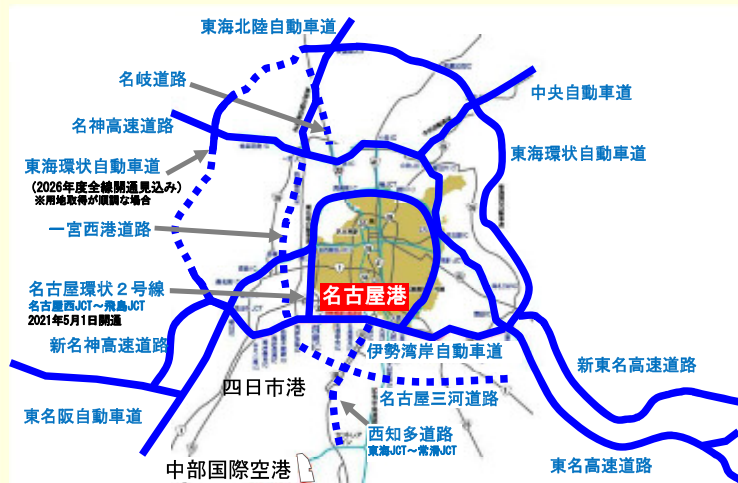 東海北陸自動車道
名岐道路
中央自動車道
名神高速道路
東海環状自動車道
東海環状自動車道
(2026年度全線開通見込み)
※用地取得が順調な場合
一宮西港道路
名古屋環状２号線
名古屋西JCT～飛島JCT
2021年5月1日開通
名古屋港
新名神高速道路
伊勢湾岸自動車道
新東名高速道路
四日市港
名古屋三河道路
東名阪自動車道
西知多道路
東海JCT～常滑JCT
中部国際空港
東名高速道路